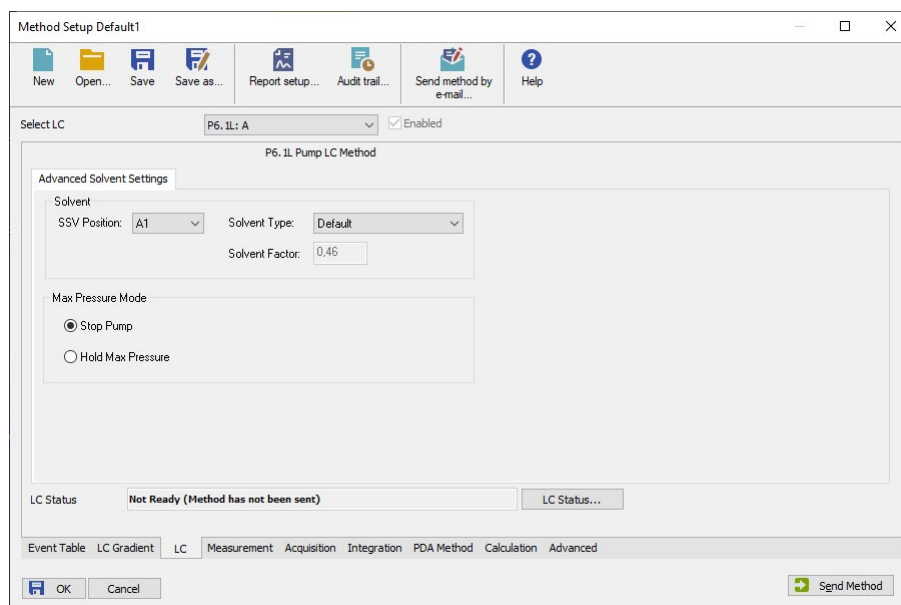 Method Setup Default1
New Open... Save Save as... Report setup... Audit trail... Send method by e-mail... Help
Select LC P6.1L: A Enabled
P6.1L Pump LC Method
Advanced Solvent Settings
Solvent
SSV Position: A1 Solvent Type: Default
Solvent Factor: 0,46
Max Pressure Mode
Stop Pump
Hold Max Pressure
LC Status Not Ready (Method has not been sent) LC Status...
Event Table LC Gradient LC Measurement Acquisition Integration PDA Method Calculation Advanced
OK Cancel Send Method